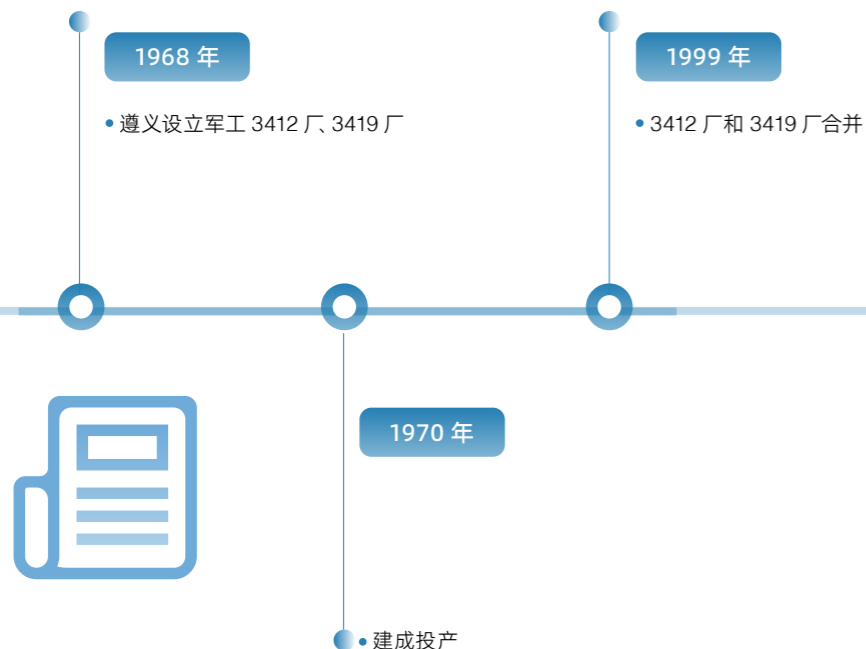 1968 年
• 遵义设立军工 3412 厂、3419 厂
1999 年
• 3412 厂和 3419 厂合并
1970 年
• 建成投产